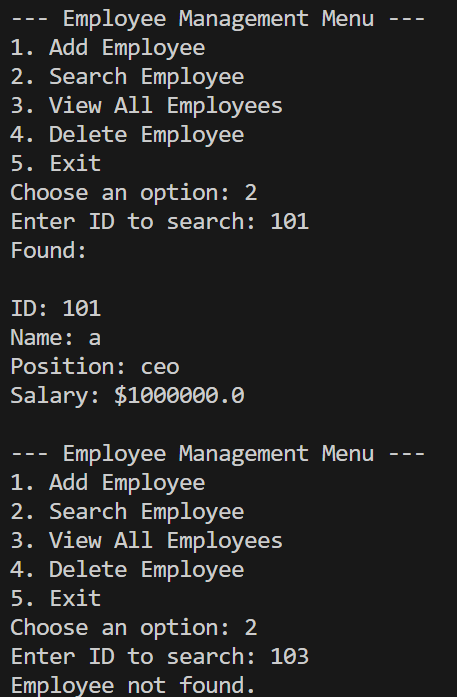 --- Employee Management Menu ---
1. Add Employee
2. Search Employee
3. View All Employees
4. Delete Employee
5. Exit
Choose an option: 2
Enter ID to search: 101
Found:

ID: 101
Name: a
Position: ceo
Salary: $1000000.0

--- Employee Management Menu ---
1. Add Employee
2. Search Employee
3. View All Employees
4. Delete Employee
5. Exit
Choose an option: 2
Enter ID to search: 103
Employee not found.